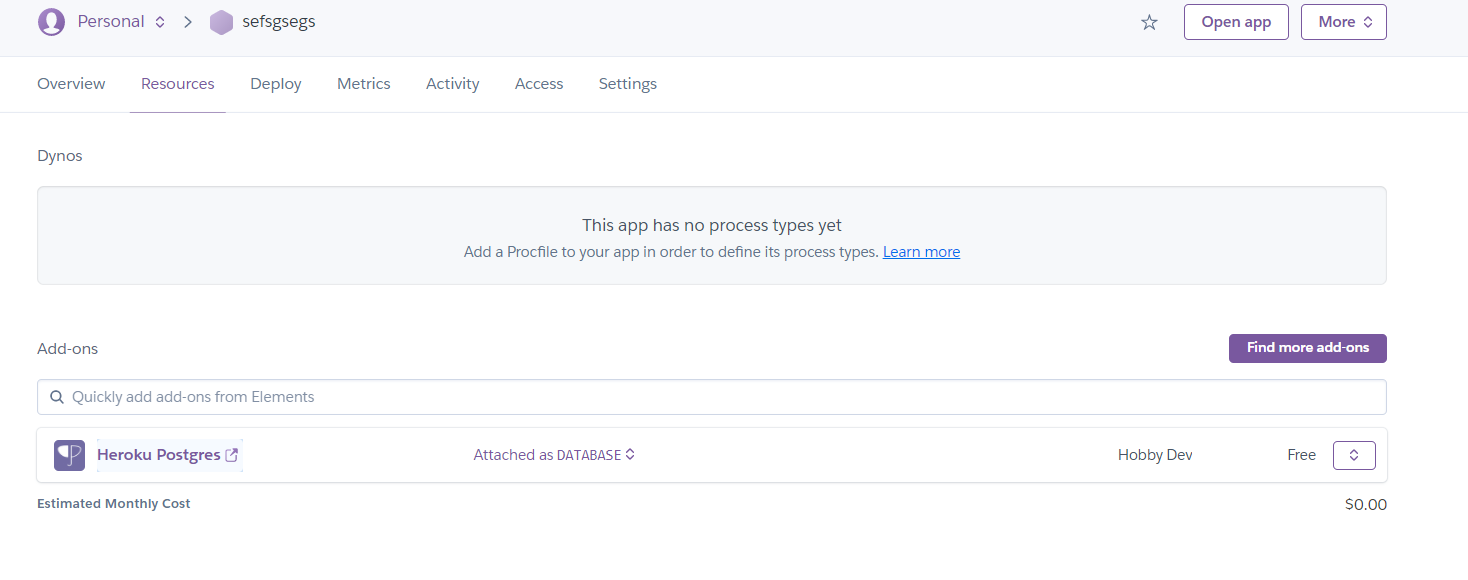 Personal sefsgsegs Open app More
Overview Resources Deploy Metrics Activity Access Settings
Dynos
This app has no process types yet
Add a Procfile to your app in order to define its process types. Learn more
Add-ons Find more add-ons
Quickly add add-ons from Elements
Heroku Postgres Attached as DATABASE Hobby Dev Free
Estimated Monthly Cost $0.00